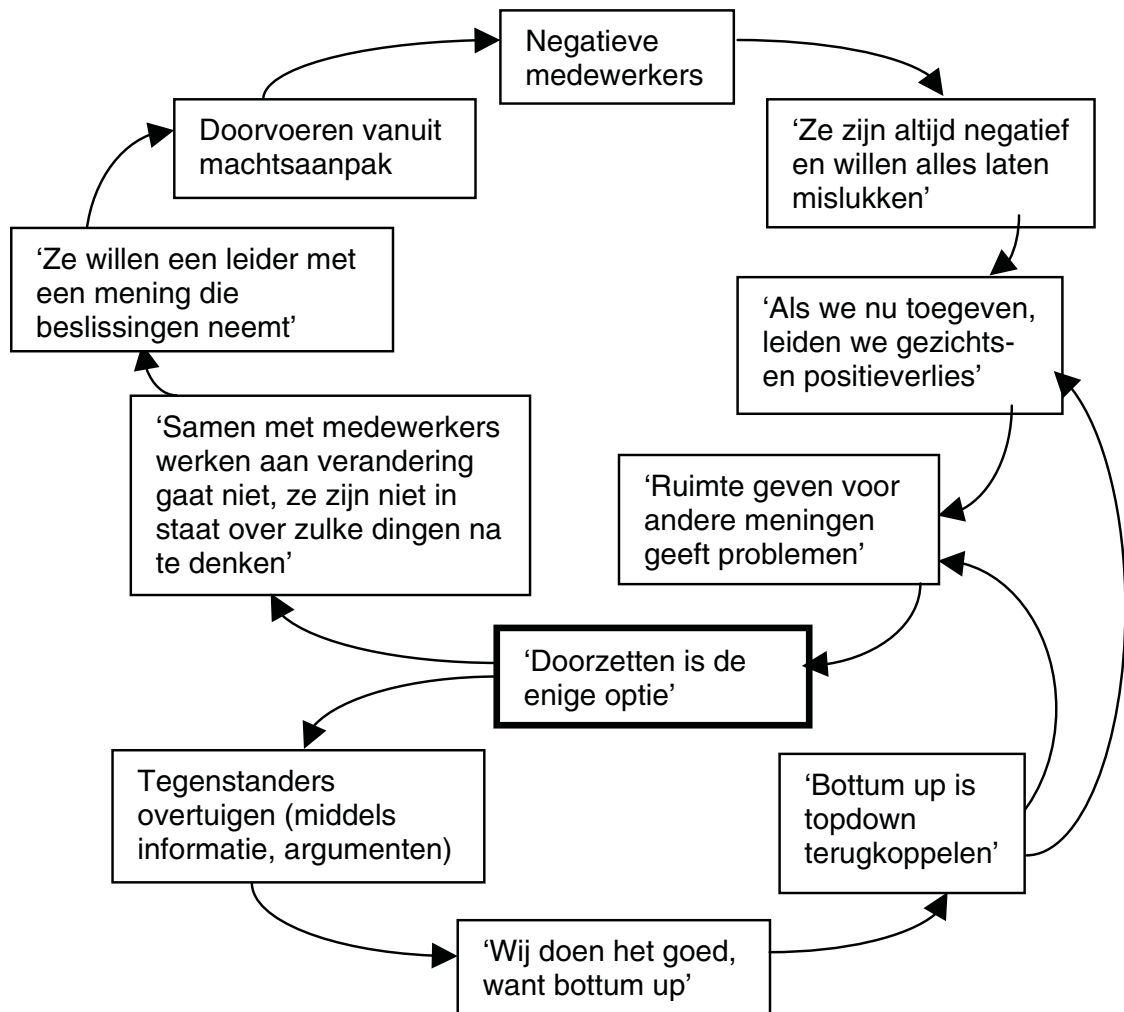 Negatieve
medewerkers
Doorvoeren vanuit
machtsaanpak
‘Ze zijn altijd negatief
en willen alles laten
mislukken’
‘Ze willen een leider met
een mening die
beslissingen neemt’
‘Als we nu toegeven,
leiden we gezichts-
en positieverlies’
‘Samen met medewerkers
werken aan verandering
gaat niet, ze zijn niet in
staat over zulke dingen na
te denken’
‘Ruimte geven voor
andere meningen
geeft problemen’
‘Doorzetten is de
enige optie’
Tegenstanders
overtuigen (middels
informatie, argumenten)
‘Bottum up is
topdown
terugkoppelen’
‘Wij doen het goed,
want bottum up’